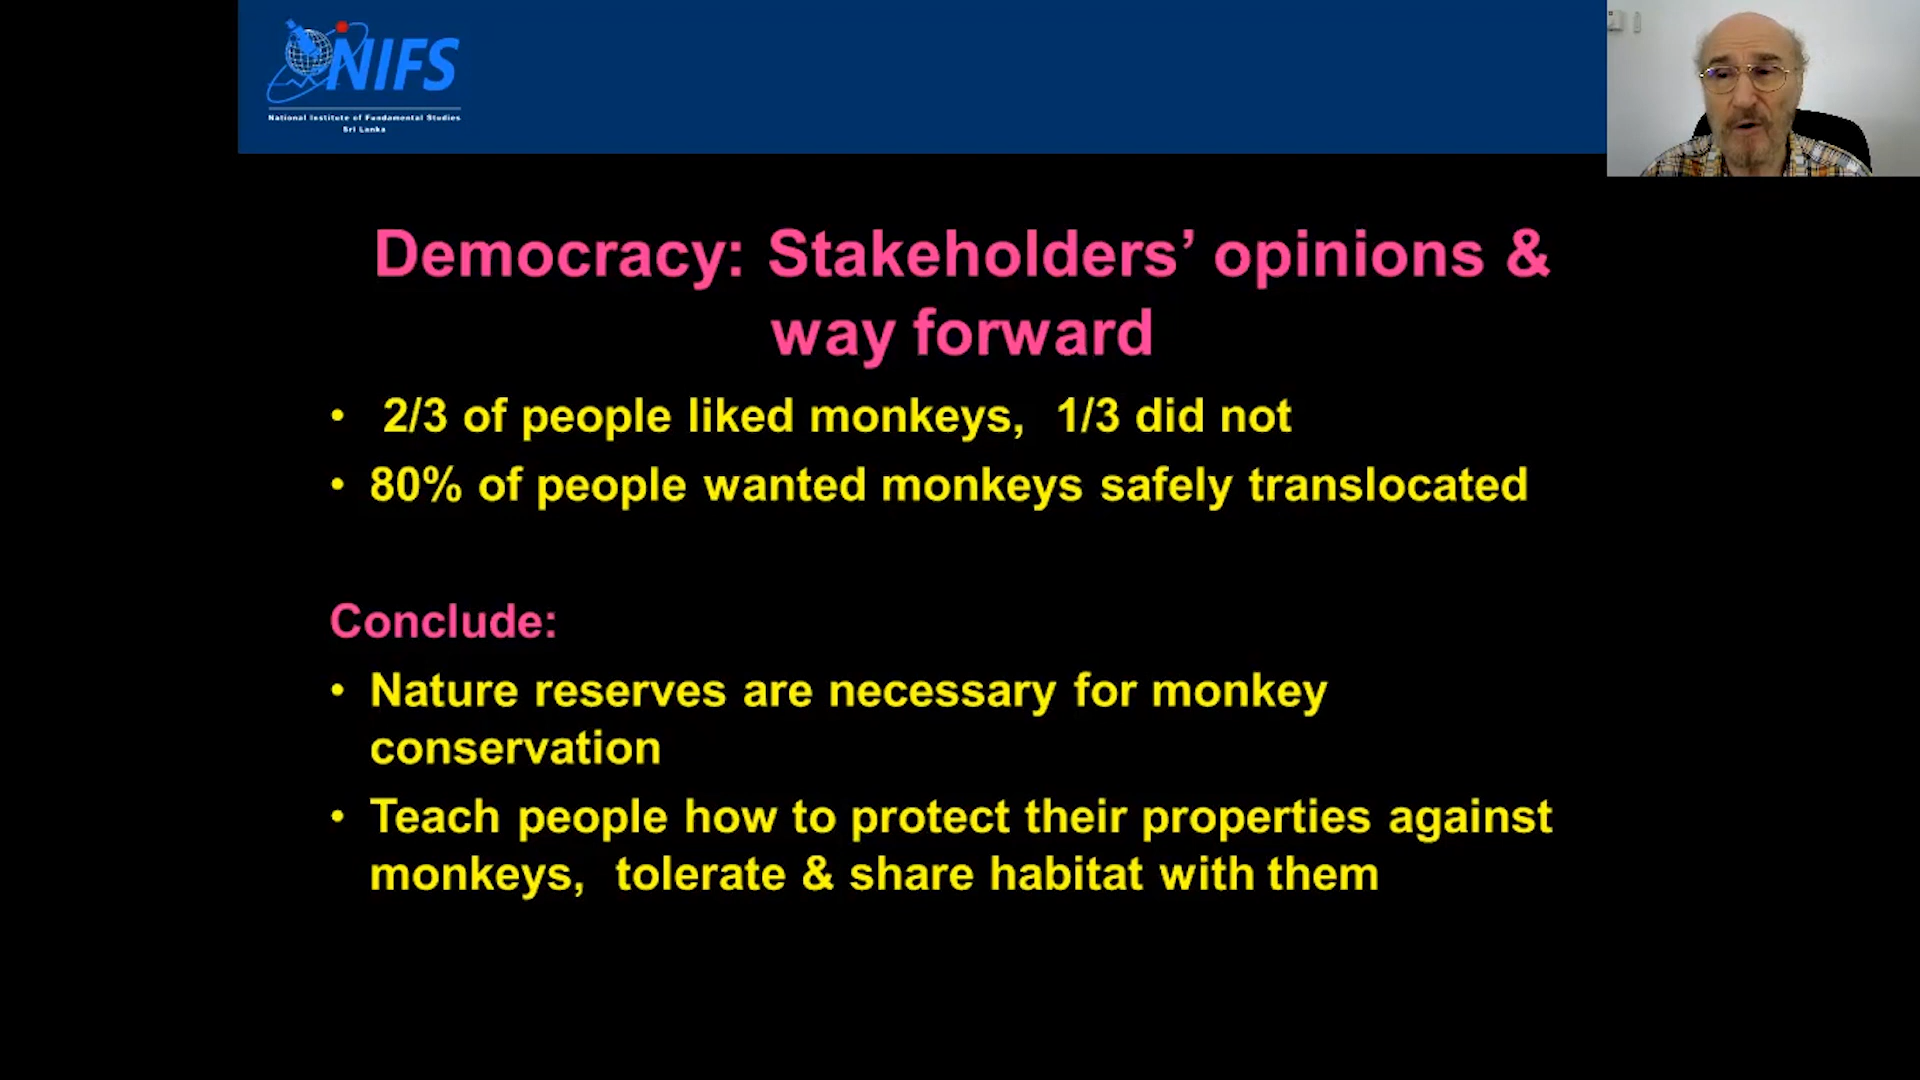 NIFS
National Institute of Fundamental Studies
Sri Lanka
Democracy: Stakeholders’ opinions &
way forward
• 2/3 of people liked monkeys, 1/3 did not
• 80% of people wanted monkeys safely translocated
Conclude:
• Nature reserves are necessary for monkey
conservation
• Teach people how to protect their properties against
monkeys, tolerate & share habitat with them